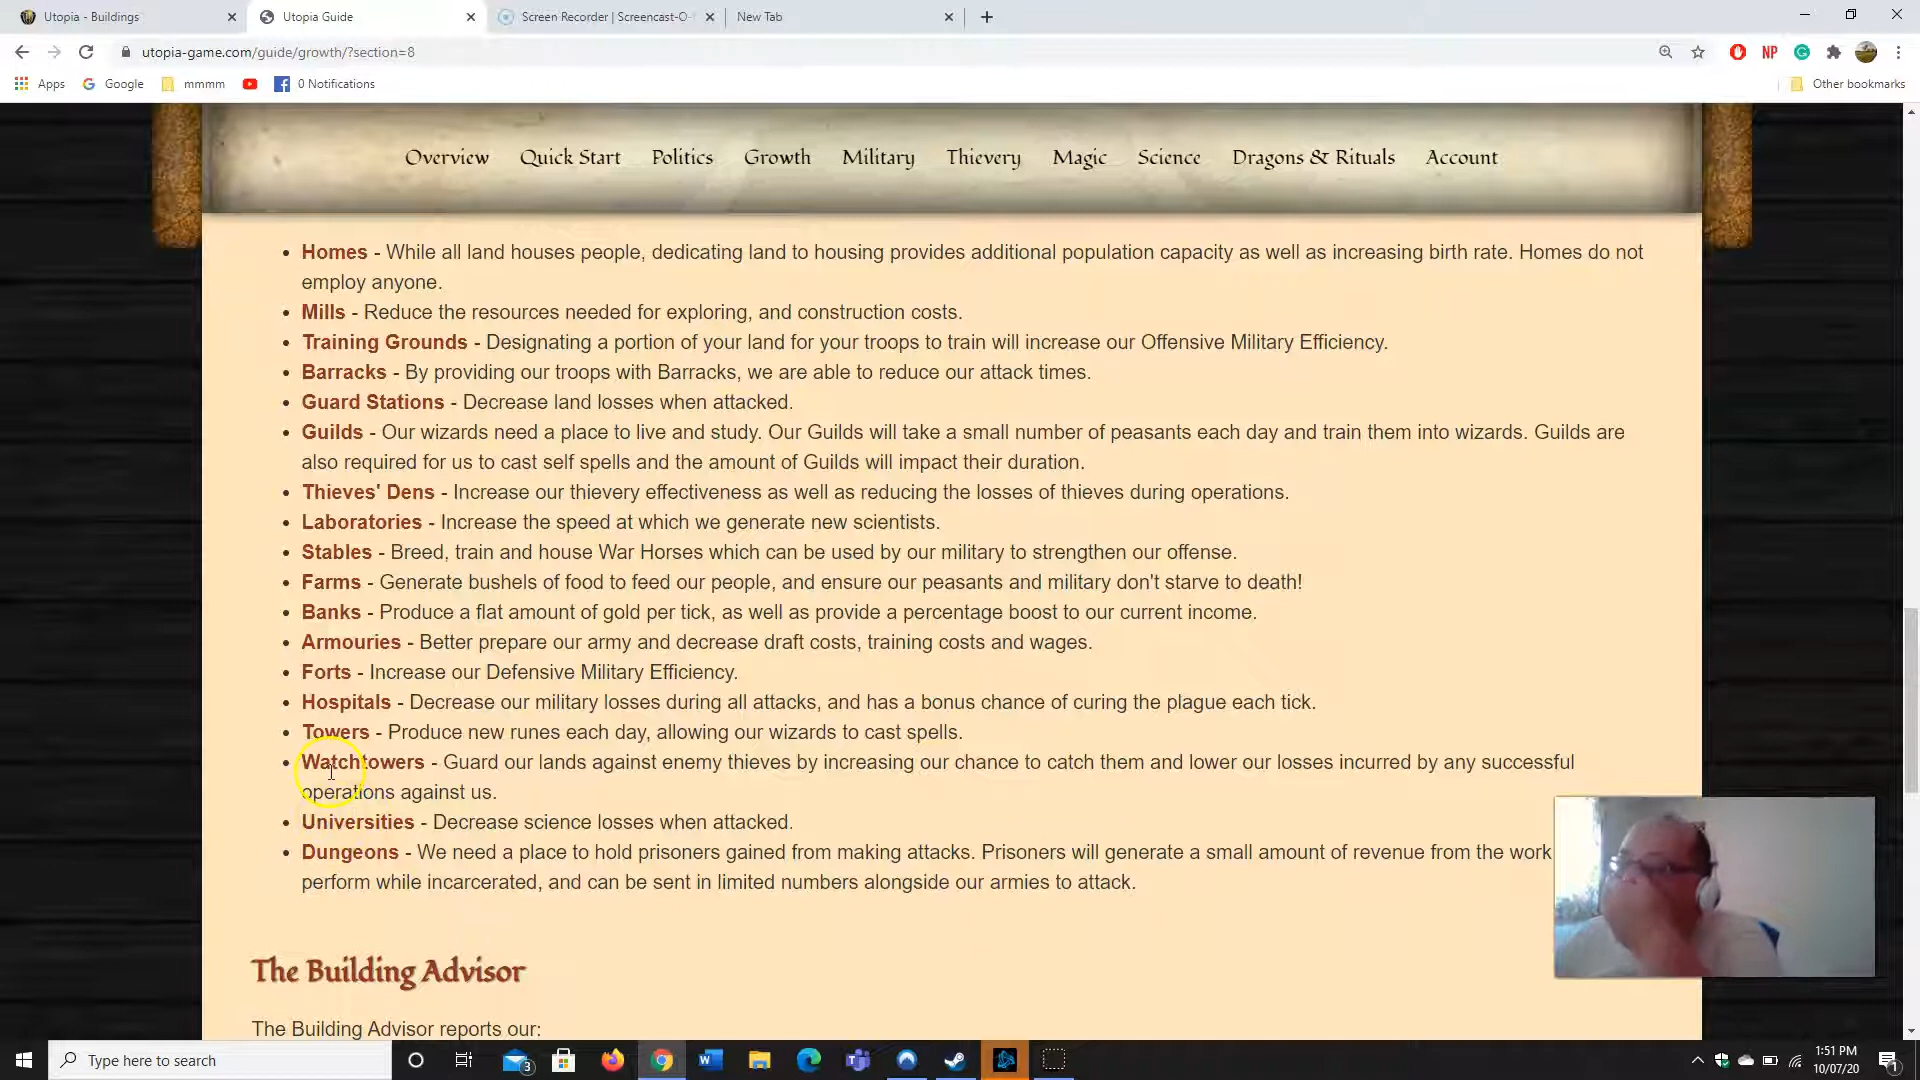 Utopia - Buildings
Utopia Guide
Screen Recorder | Screencast-O-
New Tab
utopia-game.com/guide/growth/?section=8
NP
Apps Google mmmm 0 Notifications Other bookmarks
Overview Quick Start Politics Growth Military Thievery Magic Science Dragons & Rituals Account
• Homes - While all land houses people, dedicating land to housing provides additional population capacity as well as increasing birth rate. Homes do not
employ anyone.
• Mills - Reduce the resources needed for exploring, and construction costs.
• Training Grounds - Designating a portion of your land for your troops to train will increase our Offensive Military Efficiency.
• Barracks - By providing our troops with Barracks, we are able to reduce our attack times.
• Guard Stations - Decrease land losses when attacked.
• Guilds - Our wizards need a place to live and study. Our Guilds will take a small number of peasants each day and train them into wizards. Guilds are
also required for us to cast self spells and the amount of Guilds will impact their duration.
• Thieves' Dens - Increase our thievery effectiveness as well as reducing the losses of thieves during operations.
• Laboratories - Increase the speed at which we generate new scientists.
• Stables - Breed, train and house War Horses which can be used by our military to strengthen our offense.
• Farms - Generate bushels of food to feed our people, and ensure our peasants and military don't starve to death!
• Banks - Produce a flat amount of gold per tick, as well as provide a percentage boost to our current income.
• Armouries - Better prepare our army and decrease draft costs, training costs and wages.
• Forts - Increase our Defensive Military Efficiency.
• Hospitals - Decrease our military losses during all attacks, and has a bonus chance of curing the plague each tick.
• Towers - Produce new runes each day, allowing our wizards to cast spells.
• Watchtowers - Guard our lands against enemy thieves by increasing our chance to catch them and lower our losses incurred by any successful
operations against us.
• Universities - Decrease science losses when attacked.
• Dungeons - We need a place to hold prisoners gained from making attacks. Prisoners will generate a small amount of revenue from the work
perform while incarcerated, and can be sent in limited numbers alongside our armies to attack.
The Building Advisor
The Building Advisor reports our:
Type here to search
3
1:51 PM
10/07/20
1